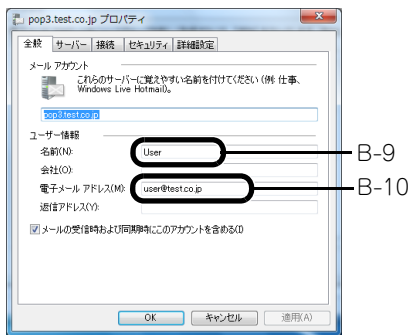 pop3.test.co.jp プロパティ
全般 サーバー 接続 セキュリティ 詳細設定
メール アカウント
これらのサーバーに覚えやすい名前を付けてください (例: 仕事、
Windows Live Hotmail)。
pop3.test.co.jp
ユーザー情報
名前(N): User B-9
会社(O):
電子メール アドレス(M): user@test.co.jp B-10
返信アドレス(Y):
メールの受信時および同期時にこのアカウントを含める(I)
OK キャンセル 適用(A)